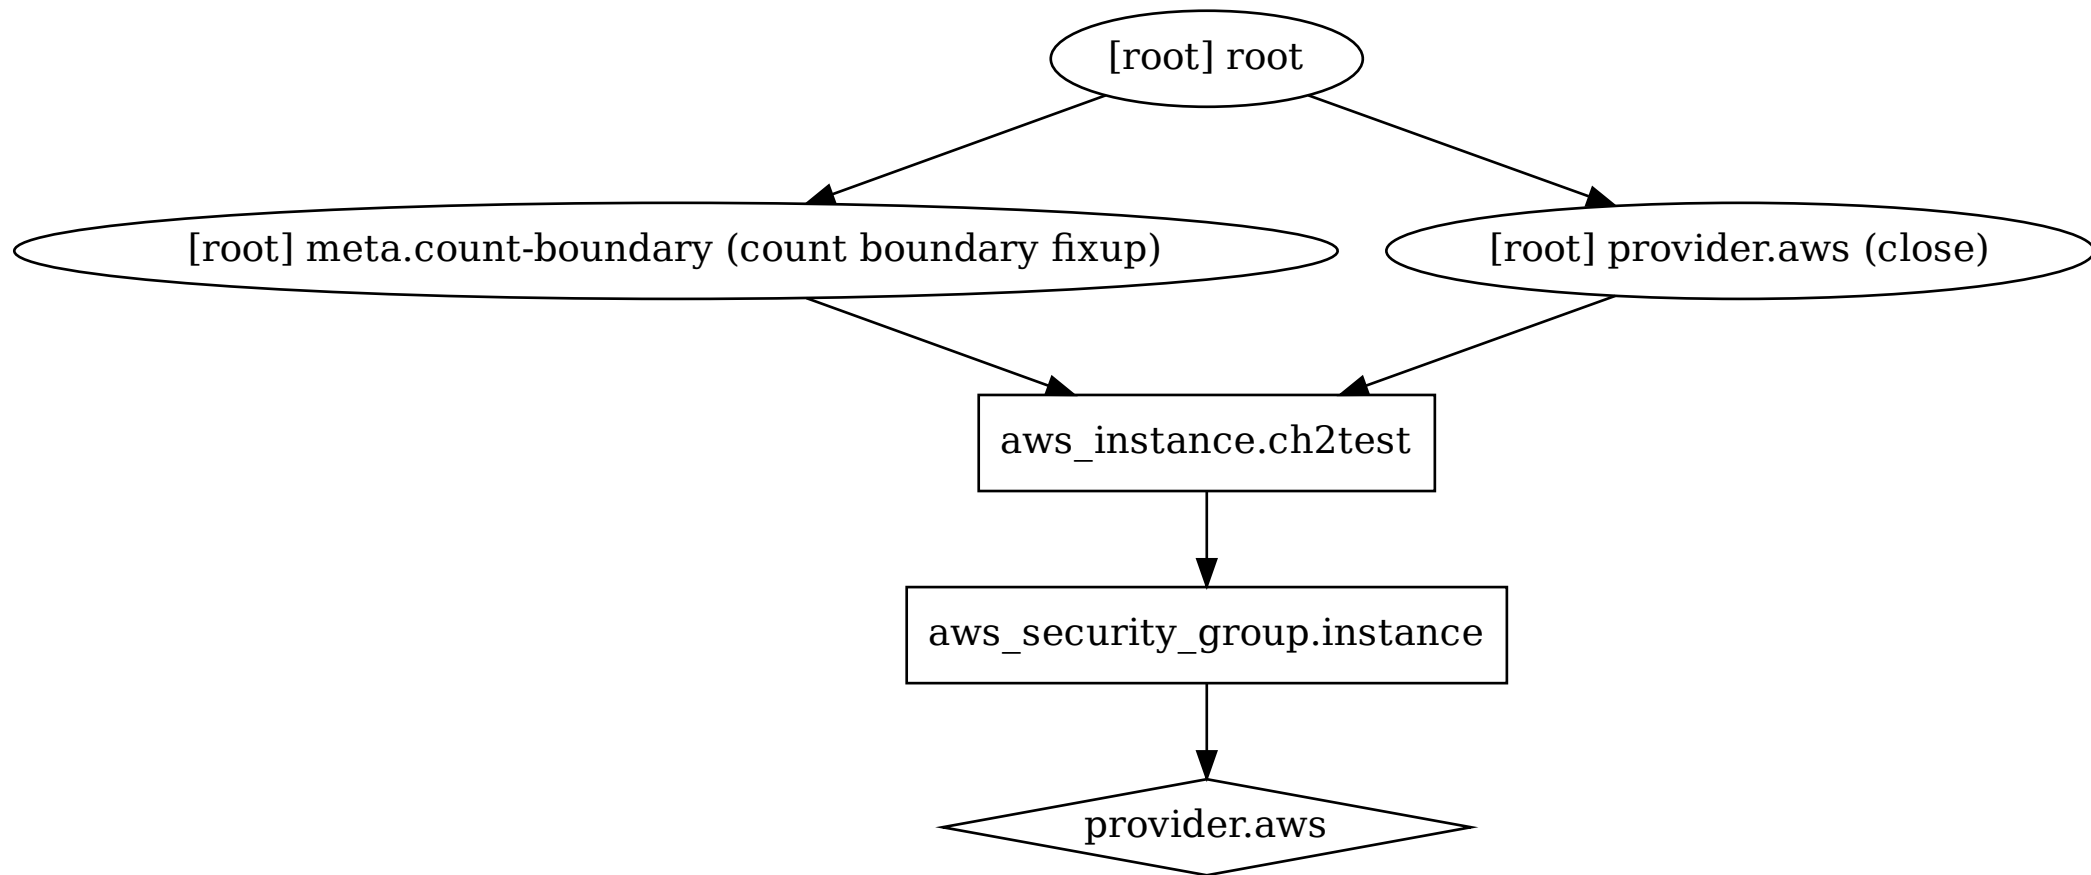 [root] root
[root] meta.count-boundary (count boundary fixup)
[root] provider.aws (close)
aws_instance.ch2test
aws_security_group.instance
provider.aws